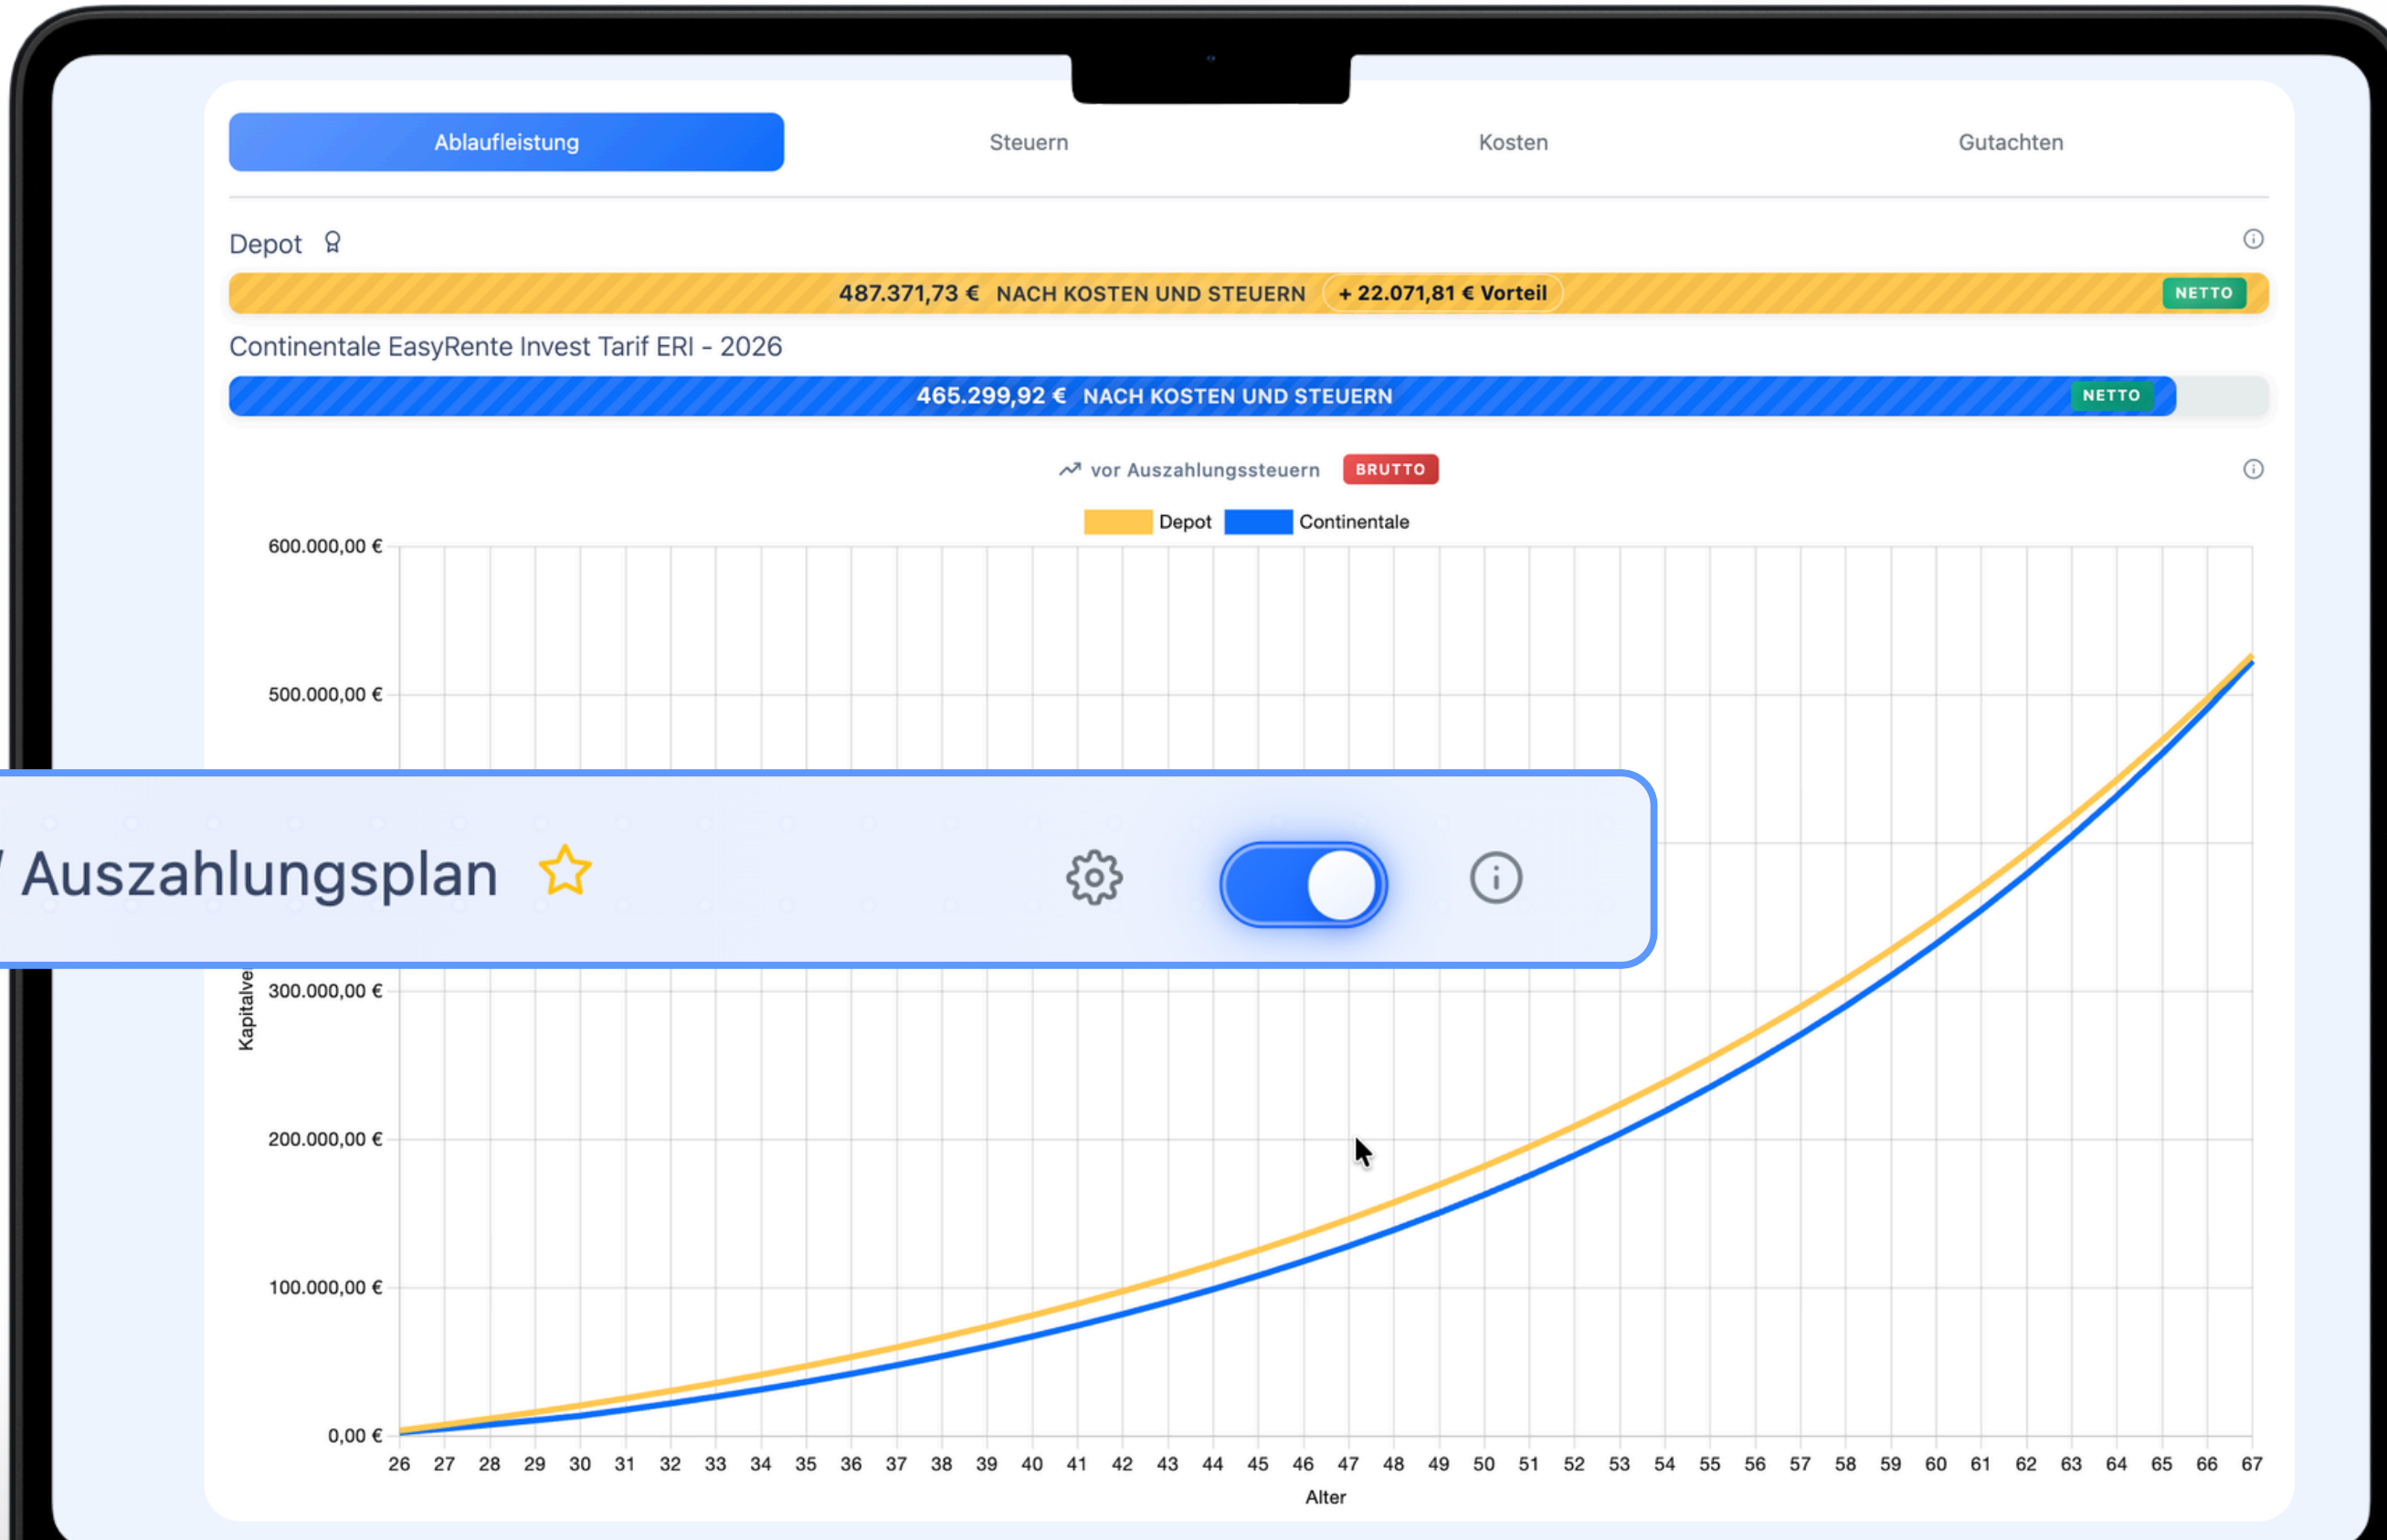 Ablaufleistung Steuern Kosten Gutachten
Depot
487.371,73 € NACH KOSTEN UND STEUERN + 22.071,81 € Vorteil NETTO
Continentale EasyRente Invest Tarif ERI - 2026
465.299,92 € NACH KOSTEN UND STEUERN NETTO
vor Auszahlungssteuern BRUTTO
Depot Continentale
600.000,00 €
500.000,00 €
Auszahlungsplan
300.000,00 €
200.000,00 €
100.000,00 €
0,00 €
26 27 28 29 30 31 32 33 34 35 36 37 38 39 40 41 42 43 44 45 46 47 48 49 50 51 52 53 54 55 56 57 58 59 60 61 62 63 64 65 66 67
Alter